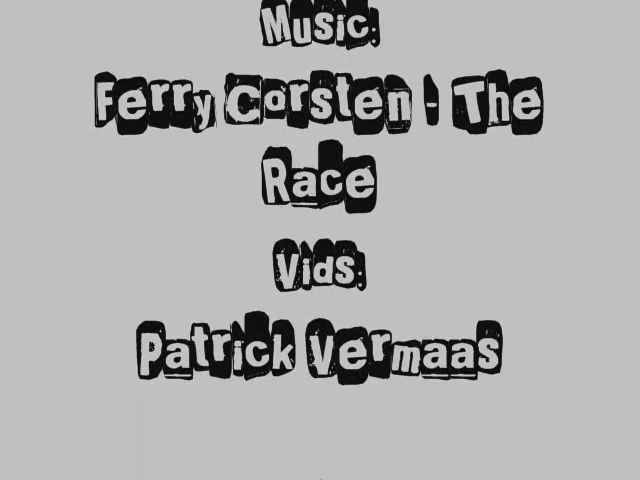 Music:
Ferry Corsten - The
Race
Vids:
Patrick Vermaas